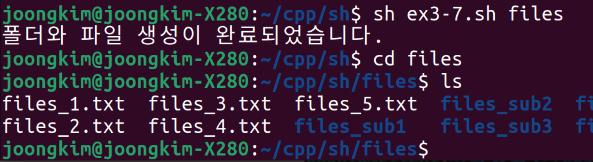 joongkim@joongkim-X280:~/cpp/sh$ sh ex3-7.sh files
폴더와 파일 생성이 완료되었습니다.
joongkim@joongkim-X280:~/cpp/sh$ cd files
joongkim@joongkim-X280:~/cpp/sh/files$ ls
files_1.txt files_3.txt files_5.txt files_sub2
files_2.txt files_4.txt files_sub1 files_sub3
joongkim@joongkim-X280:~/cpp/sh/files$